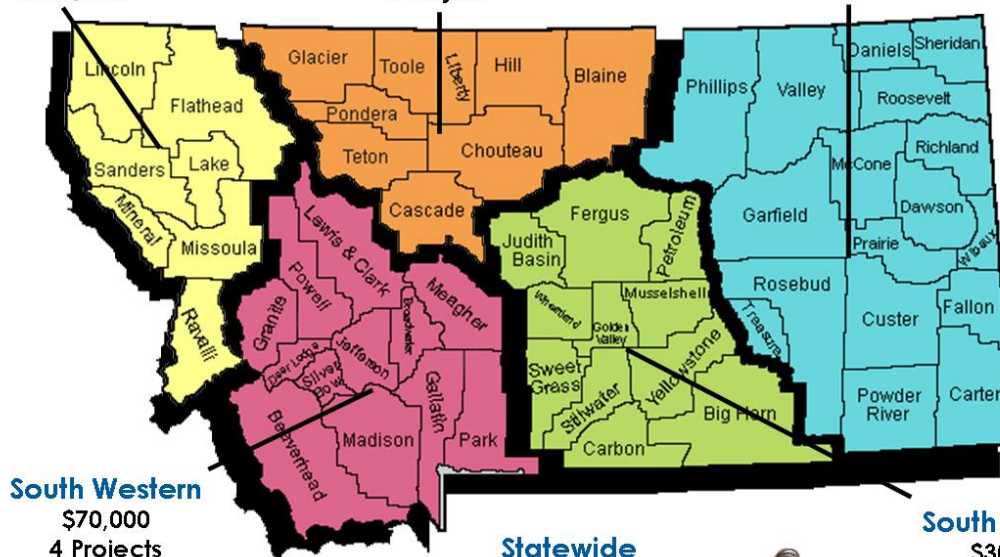 Lincoln
Flathead
Sanders
Lake
Mineral
Missoula
Ravalli
Glacier
Toole
Liberty
Hill
Blaine
Pondera
Teton
Chouteau
Cascade
Phillips
Valley
Daniels
Sheridan
Roosevelt
McCone
Richland
Garfield
Dawson
Prairie
Wibaux
Rosebud
Treasure
Custer
Fallon
Powder
River
Carter
Lewis & Clark
Powell
Granite
Meagher
Broadwater
Deer Lodge
Silver
Bow
Jefferson
Gallatin
Beaverhead
Madison
Park
Fergus
Petroleum
Judith
Basin
Wheatland
Golden
Valley
Musselshell
Sweet
Grass
Stillwater
Yellowstone
Big Horn
Carbon
South Western
$70,000
4 Projects
Statewide
South